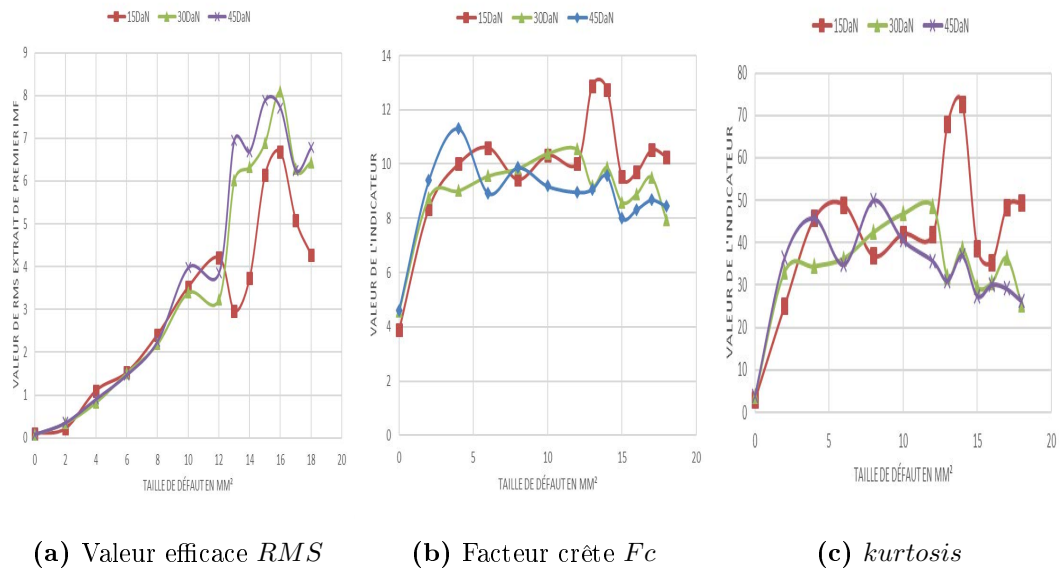 15DaN 30DaN 45DaN
9
8
7
6
5
4
3
2
1
0
VALEUR DE RMS EXTRAIT DE PREMIER IMF
0 2 4 6 8 10 12 14 16 18 20
TAILLE DE DÉFAUT EN MM²
(a) Valeur efficace RMS
15DaN 30DaN 45DaN
14
12
10
8
6
4
2
0
VALEUR DE L'INDICATEUR
0 5 10 15 20
TAILLE DE DÉFAUT EN MM²
(b) Facteur crête Fc
15DaN 30DaN 45DaN
80
70
60
50
40
30
20
10
0
VALEUR DE L'INDICATEUR
0 5 10 15 20
TAILLE DE DÉFAUT EN MM²
(c) kurtosis